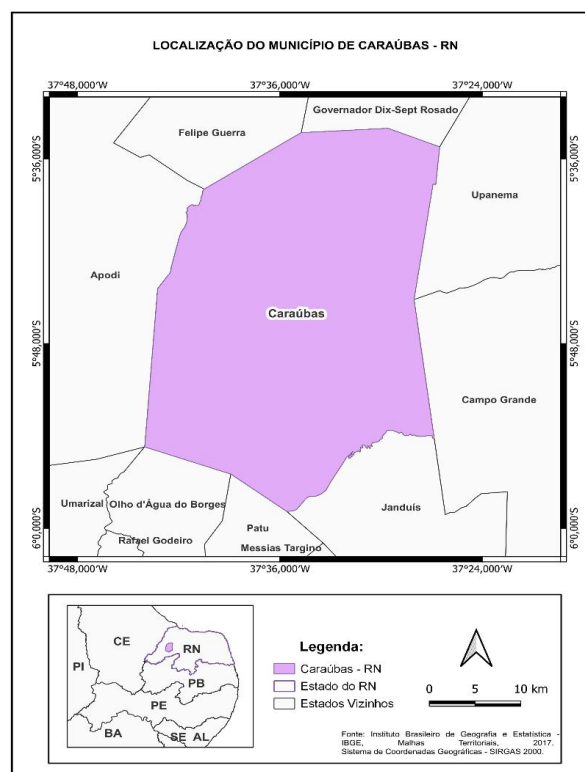 LOCALIZAÇÃO DO MUNICÍPIO DE CARAÚBAS - RN
37°48,000'W
37°36,000'W
37°24,000'W
Governador Dix-Sept Rosado
Felipe Guerra
5°36,000'S
5°36,000'S
Upanema
Apodi
Caraúbas
5°48,000'S
5°48,000'S
Campo Grande
Umarizal
Olho d'Água do Borges
Janduís
Patu
Rafael Godeiro
Messias Targino
6°0,000'S
6°0,000'S
37°48,000'W
37°36,000'W
37°24,000'W
CE
RN
PI
PB
PE
BA
SE
AL
Legenda:
Caraúbas - RN
Estado do RN
Estados Vizinhos
0 5 10 km
Fonte: Instituto Brasileiro de Geografia e Estatística -
IBGE, Malhas Territoriais, 2017.
Sistema de Coordenadas Geográficas - SIRGAS 2000.